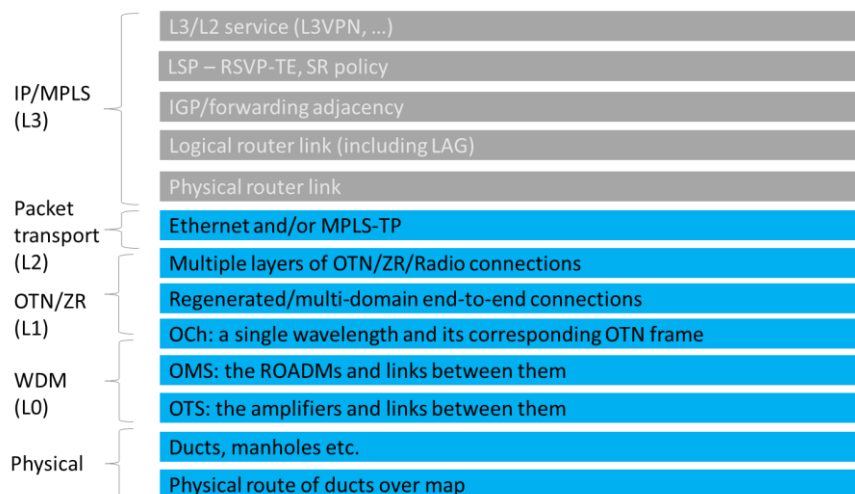 L3/L2 service (L3VPN, …)
LSP – RSVP-TE, SR policy
IP/MPLS
(L3)
IGP/forwarding adjacency
Logical router link (including LAG)
Physical router link
Packet
transport
(L2)
Ethernet and/or MPLS-TP
Multiple layers of OTN/ZR/Radio connections
OTN/ZR
(L1)
Regenerated/multi-domain end-to-end connections
OCh: a single wavelength and its corresponding OTN frame
WDM
(L0)
OMS: the ROADMs and links between them
OTS: the amplifiers and links between them
Physical
Ducts, manholes etc.
Physical route of ducts over map